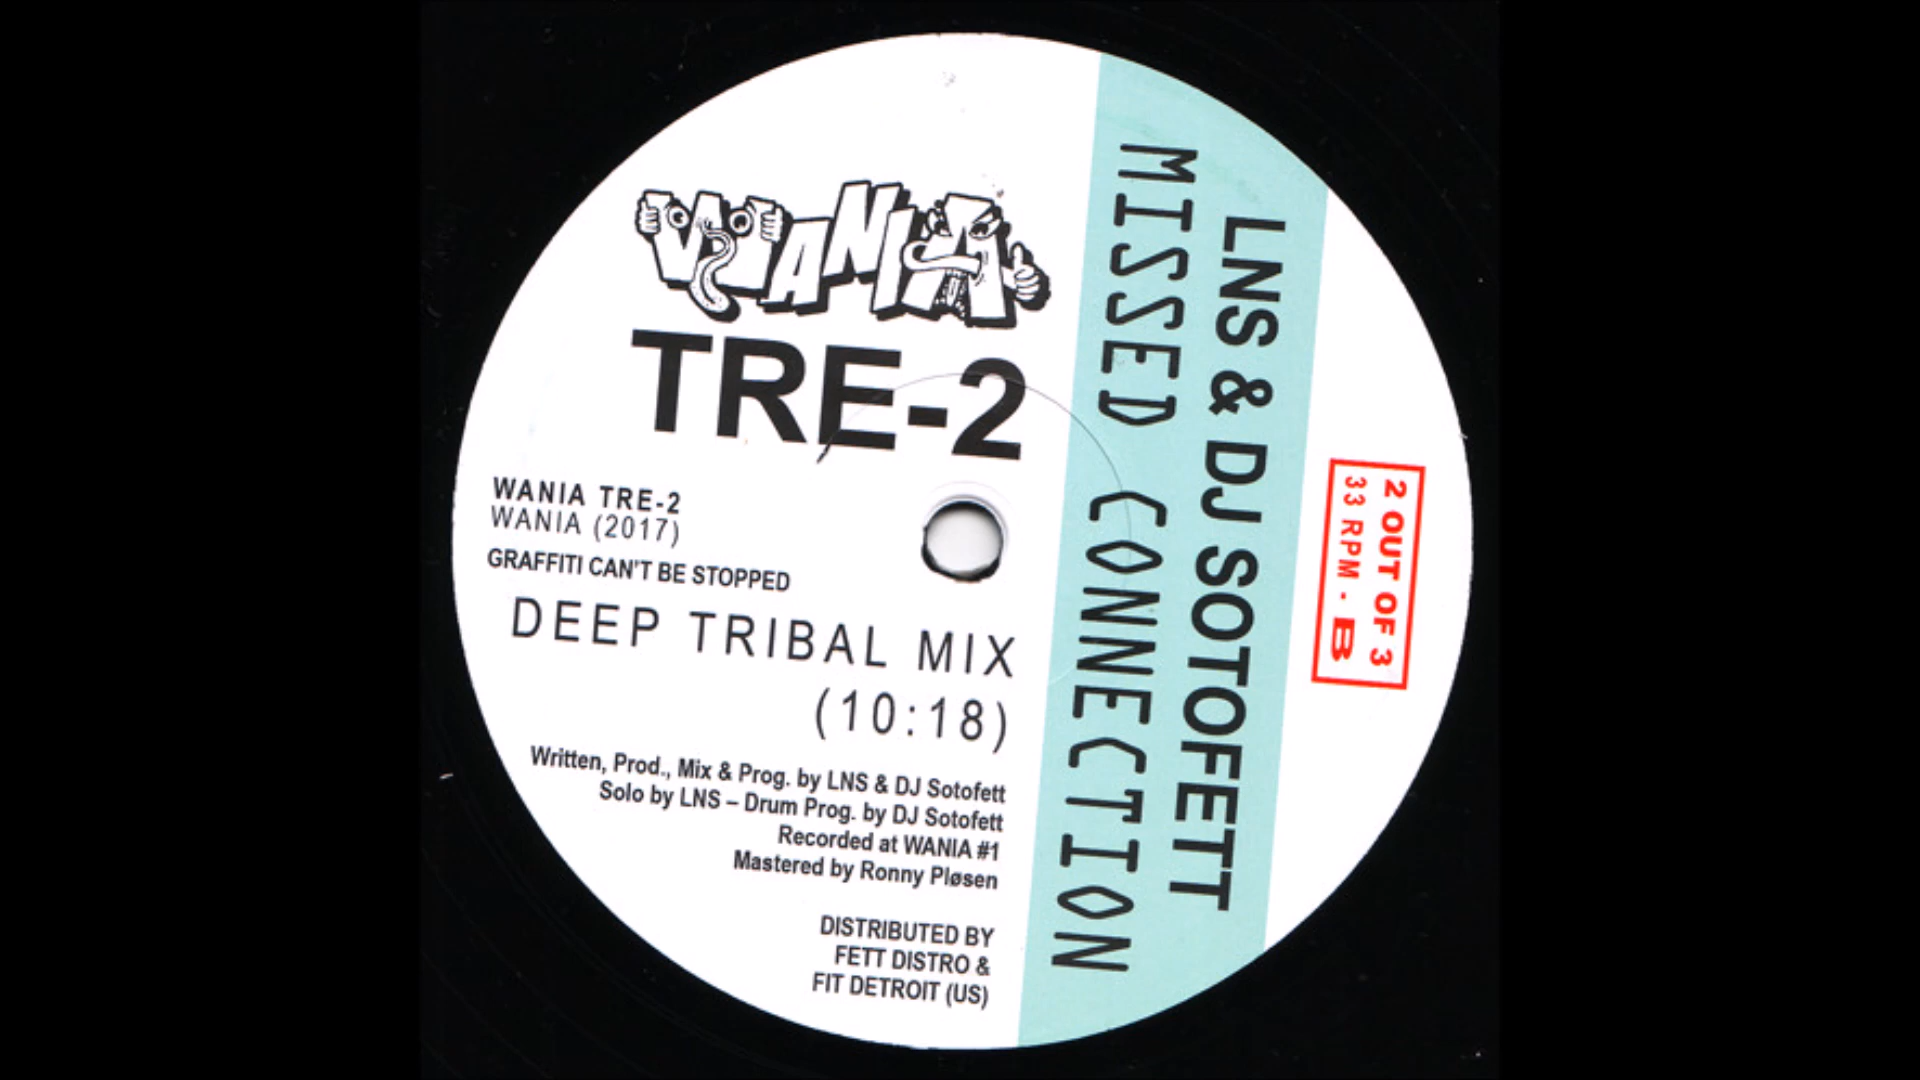 WANIA
TRE-2
WANIA TRE-2
WANIA (2017)
GRAFFITI CAN'T BE STOPPED
DEEP TRIBAL MIX
(10:18)
Written, Prod., Mix & Prog. by LNS & DJ Sotofett
Solo by LNS – Drum Prog. by DJ Sotofett
Recorded at WANIA #1
Mastered by Ronny Pløsen
DISTRIBUTED BY
FETT DISTRO &
FIT DETROIT (US)
LNS & DJ SOTOFETT
MISSED CONNECTION
2 OUT OF 3
33 RPM · B